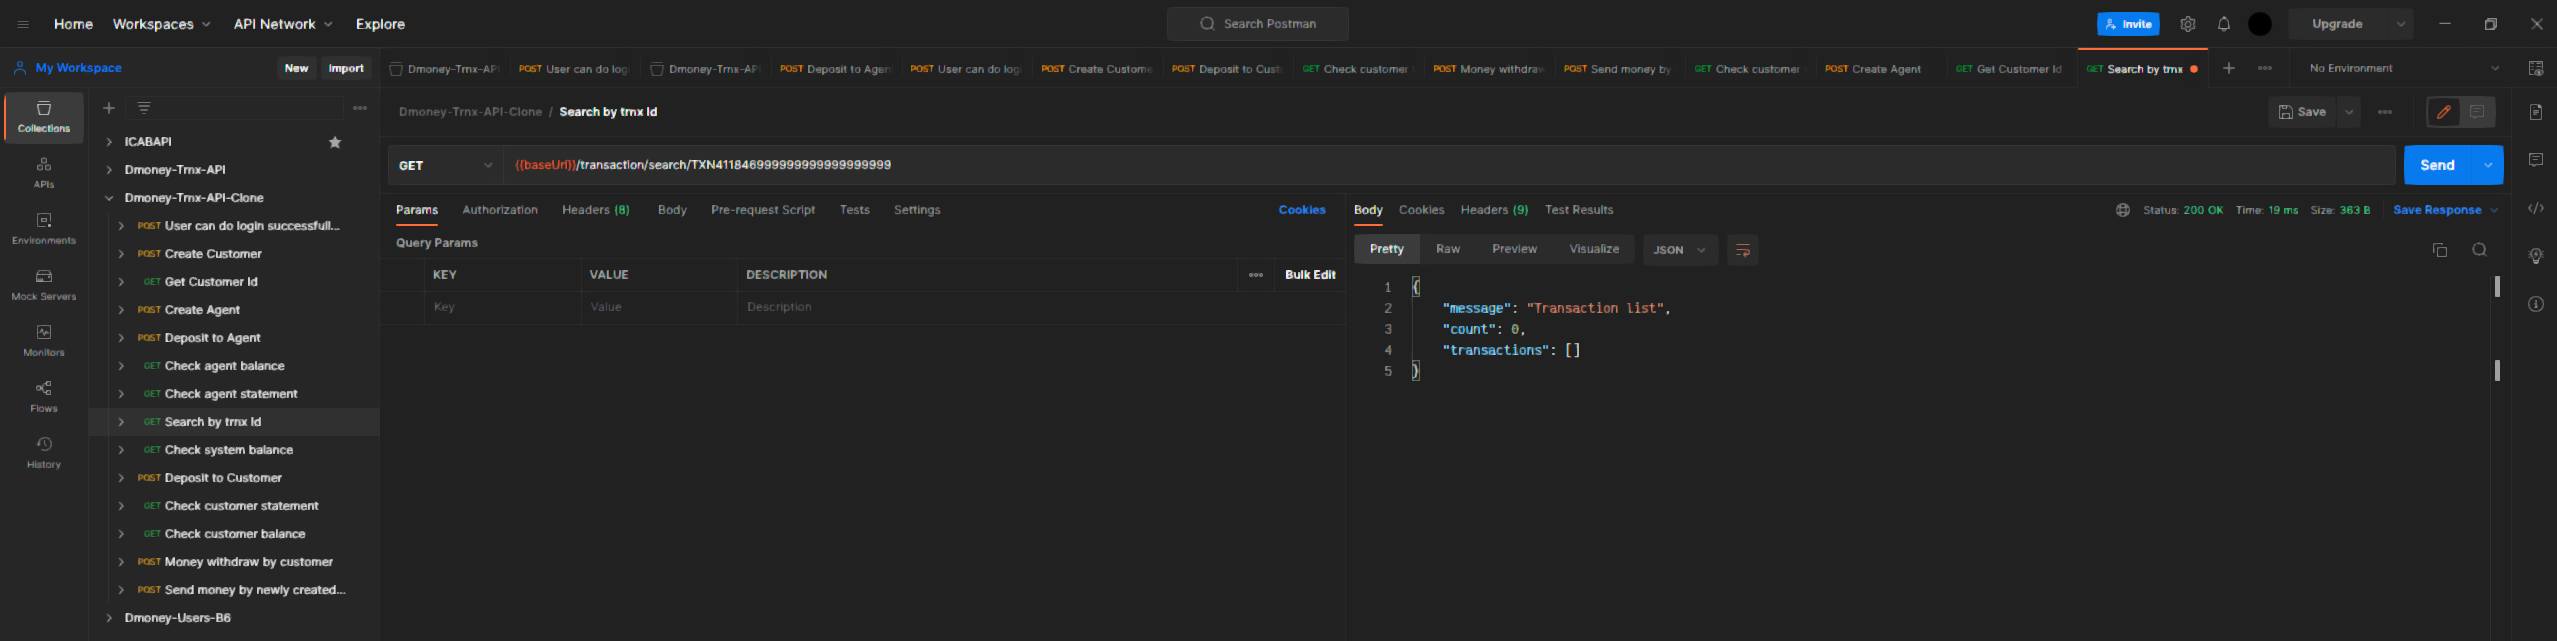 Home Workspaces API Network Explore Search Postman Invite Upgrade
My Workspace New Import
Dmoney-Trnx-API POST User can do logi Dmoney-Trnx-API POST Deposit to Agen POST User can do logi POST Create Custome POST Deposit to Cust GET Check customer POST Money withdraw POST Send money by GET Check customer POST Create Agent GET Get Customer Id GET Search by trnx No Environment
Collections
APIs
Environments
Mock Servers
Monitors
Flows
History
ICABAPI
Dmoney-Trnx-API
Dmoney-Trnx-API-Clone
POST User can do login successfull...
POST Create Customer
GET Get Customer Id
POST Create Agent
POST Deposit to Agent
GET Check agent balance
GET Check agent statement
GET Search by trnx Id
GET Check system balance
POST Deposit to Customer
GET Check customer statement
GET Check customer balance
POST Money withdraw by customer
POST Send money by newly created...
Dmoney-Users-B6
Dmoney-Trnx-API-Clone / Search by trnx Id Save
GET {{baseUrl}}/transaction/search/ Send
Params Authorization Headers (8) Body Pre-request Script Tests Settings Cookies
Query Params
KEY VALUE DESCRIPTION Bulk Edit
Key Value Description
Body Cookies Headers (9) Test Results Status: 200 OK Time: 19 ms Size: 363 B Save Response
Pretty Raw Preview Visualize JSON
1 {
2 "message": "Transaction list",
3 "count": 0,
4 "transactions": []
5 }